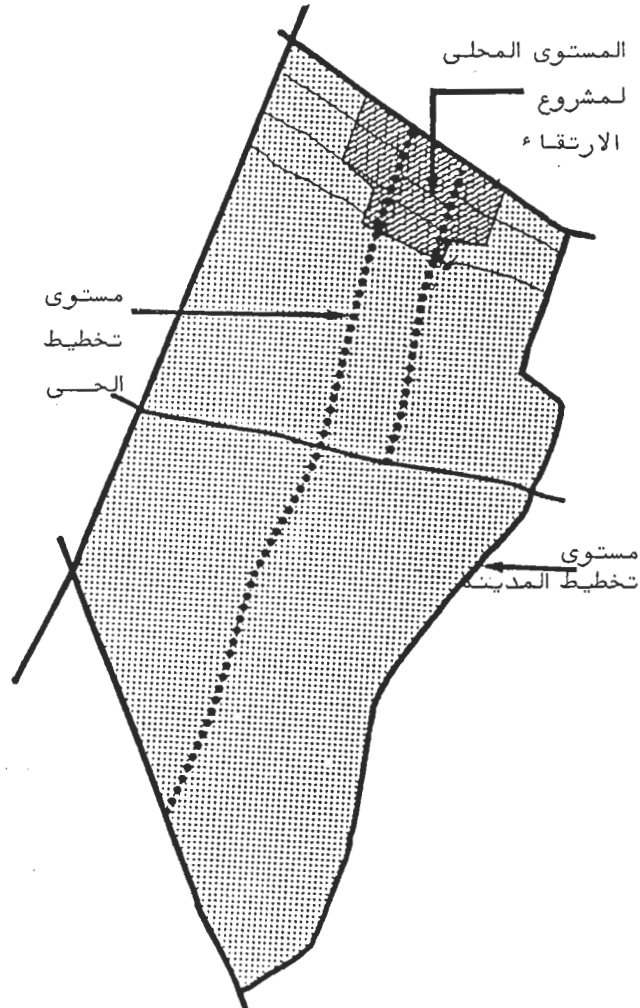 المستوى المحلى
لمشروع
الارتقاء
مستوى
تخطيط
الحى
مستوى
تخطيط المدينة